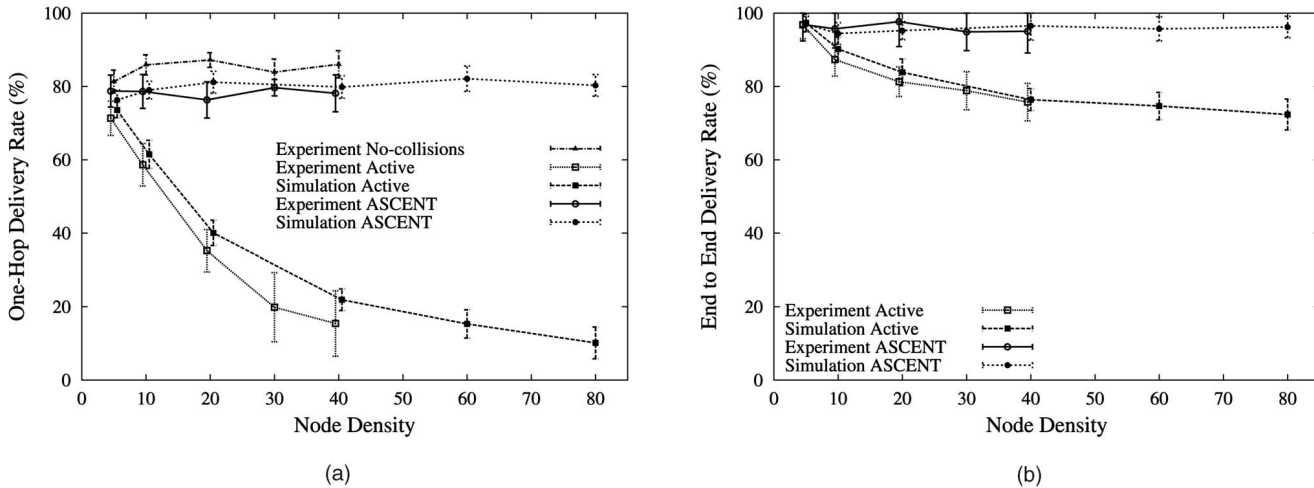 100
80
60
40
20
0
One-Hop Delivery Rate (%)
Experiment No-collisions
Experiment Active
Simulation Active
Experiment ASCENT
Simulation ASCENT
0 10 20 30 40 50 60 70 80
Node Density
(a)
100
80
60
40
20
0
End to End Delivery Rate (%)
Experiment Active
Simulation Active
Experiment ASCENT
Simulation ASCENT
0 10 20 30 40 50 60 70 80
Node Density
(b)